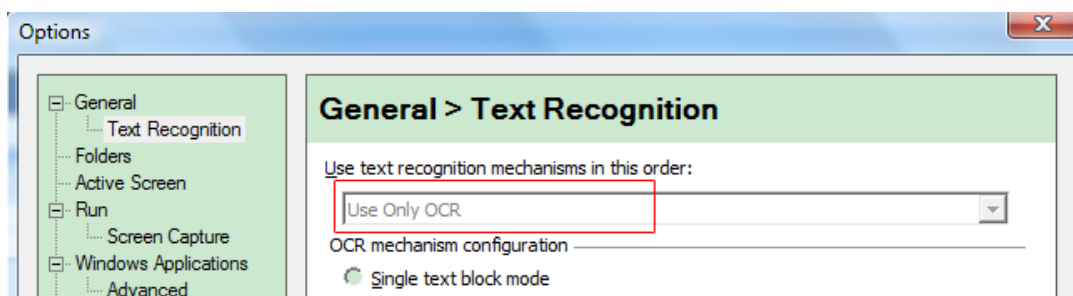 Options
General
Text Recognition
Folders
Active Screen
Run
Screen Capture
Windows Applications
Advanced
General > Text Recognition
Use text recognition mechanisms in this order:
Use Only OCR
OCR mechanism configuration
Single text block mode